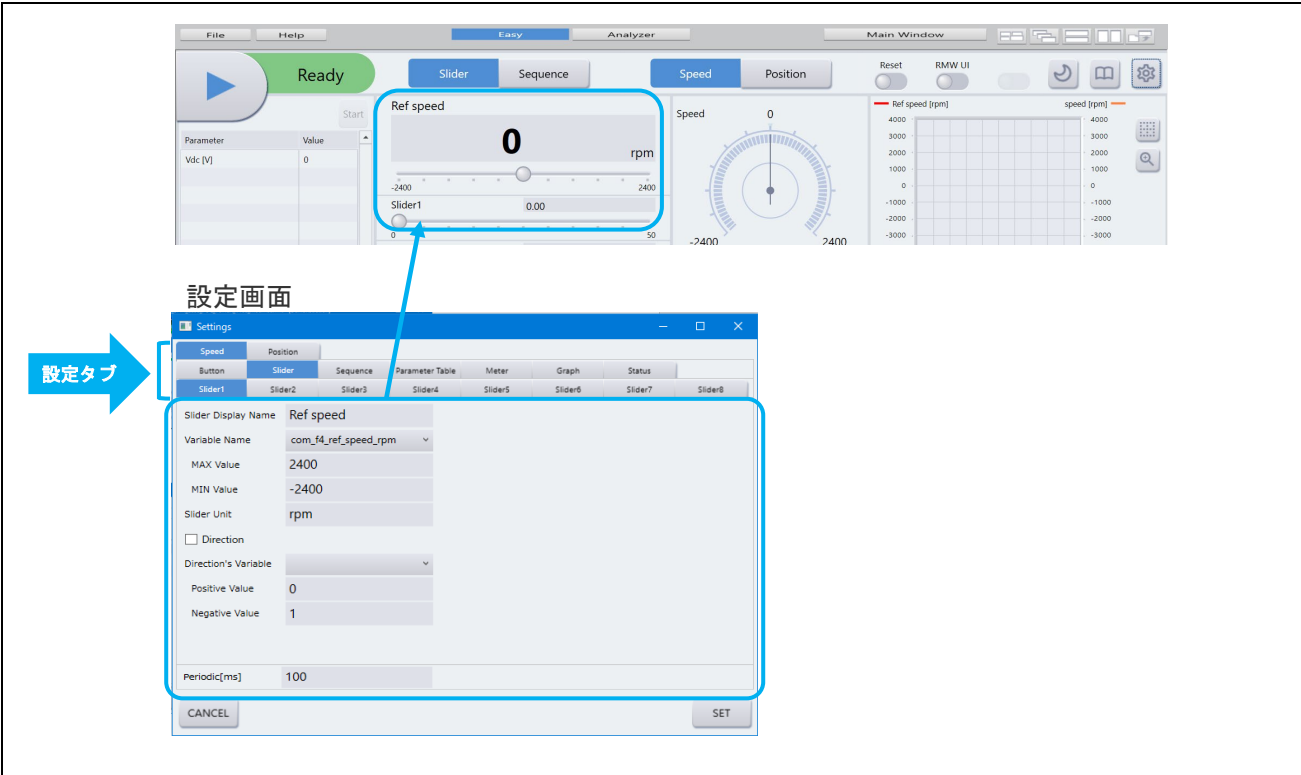 File Help Easy Analyzer Main Window
Ready Slider Sequence Speed Position Reset RMW UI
Start
Parameter Value
Vdc [V] 0
Ref speed
0
rpm
-2400 2400
Slider1 0.00
0 50
Speed 0
-2400 2400
Ref speed [rpm] speed [rpm]
4000 4000
3000 3000
2000 2000
1000 1000
0 0
-1000 -1000
-2000 -2000
-3000 -3000
設定画面
設定タブ
Settings
Speed Position
Button Slider Sequence Parameter Table Meter Graph Status
Slider1 Slider2 Slider3 Slider4 Slider5 Slider6 Slider7 Slider8
Slider Display Name Ref speed
Variable Name com_f4_ref_speed_rpm
MAX Value 2400
MIN Value -2400
Slider Unit rpm
Direction
Direction's Variable
Positive Value 0
Negative Value 1
Periodic[ms] 100
CANCEL SET